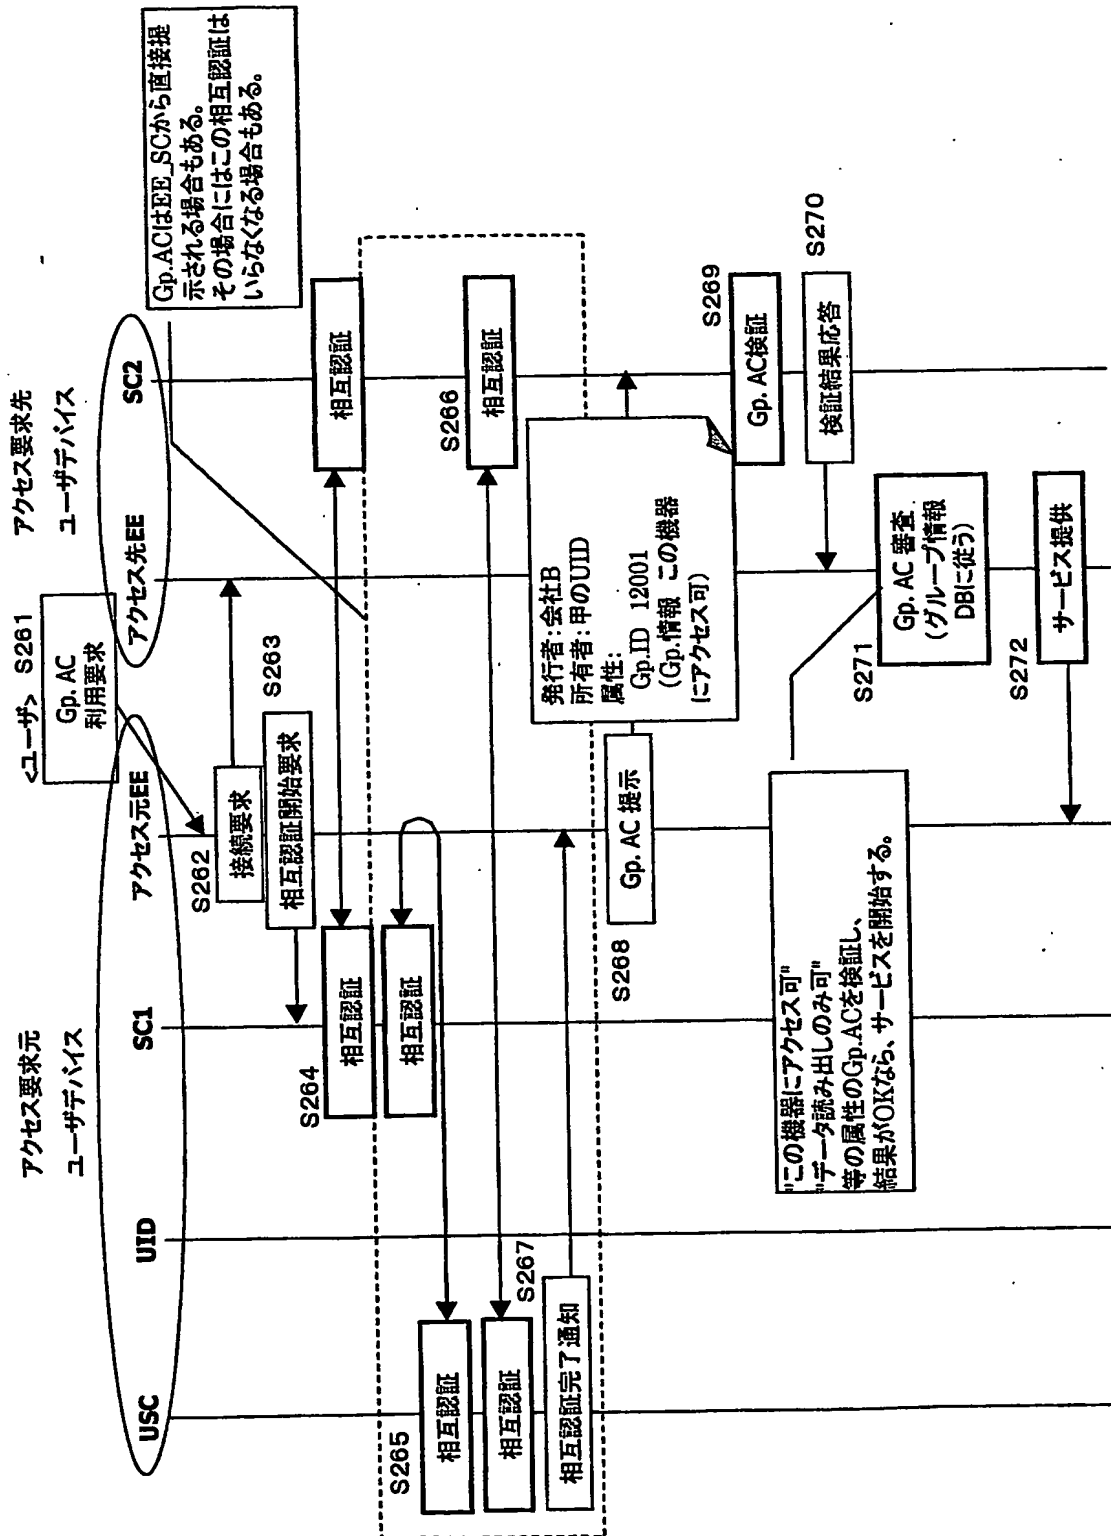 アクセス要求元
ユーザデバイス
USC
UID
SC1
アクセス元EE
<ユーザ> S261
Gp. AC
利用要求
アクセス要求先
ユーザデバイス
アクセス先EE
SC2
Gp.ACはEE_SCから直接提
示される場合もある。
その場合にはこの相互認証は
いらなくなる場合もある。
S262
接続要求
S263
相互認証開始要求
S264
相互認証
相互認証
相互認証
S265
相互認証
S266
相互認証
相互認証
S267
相互認証完了通知
S268
Gp. AC 提示
発行者:会社B
所有者:甲のUID
属性:
Gp.ID 12001
(Gp.情報 この機器
にアクセス可)
S269
Gp. AC検証
S270
検証結果応答
S271
Gp. AC 審査
(グループ情報
DBに従う)
"この機器にアクセス可"
"データ読み出しのみ可"
等の属性のGp.ACを検証し、
結果がOKなら、サービスを開始する。
S272
サービス提供